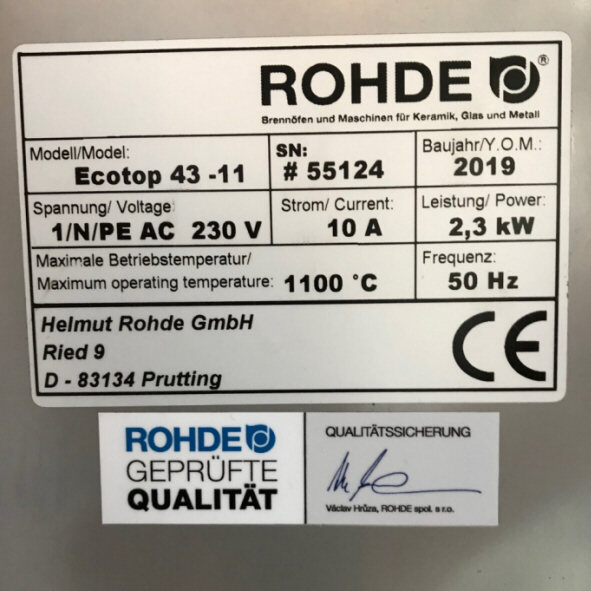 ROHDE ®
Brennöfen und Maschinen für Keramik, Glas und Metall
Modell/Model:
Ecotop 43 -11
SN:
# 55124
Baujahr/Y.O.M.:
2019
Spannung/ Voltage:
1/N/PE AC 230 V
Strom/ Current:
10 A
Leistung/ Power:
2,3 kW
Maximale Betriebstemperatur/
Maximum operating temperature: 1100 °C
Frequenz:
50 Hz
Helmut Rohde GmbH
Ried 9
D - 83134 Prutting
CE
ROHDE
GEPRÜFTE
QUALITÄT
QUALITÄTSSICHERUNG
Václav Hrůza, ROHDE spol. s r.o.